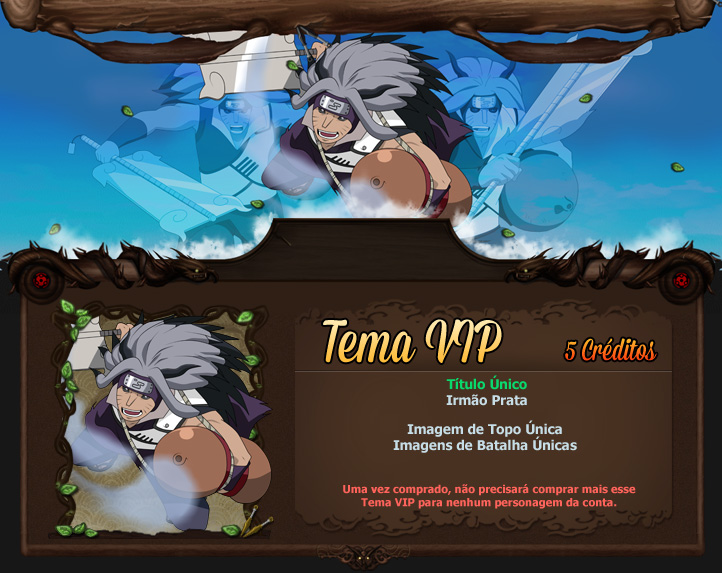 Tema VIP
5 Créditos
Título Único
Irmão Prata
Imagem de Topo Única
Imagens de Batalha Únicas
Uma vez comprado, não precisará comprar mais esse
Tema VIP para nenhum personagem da conta.